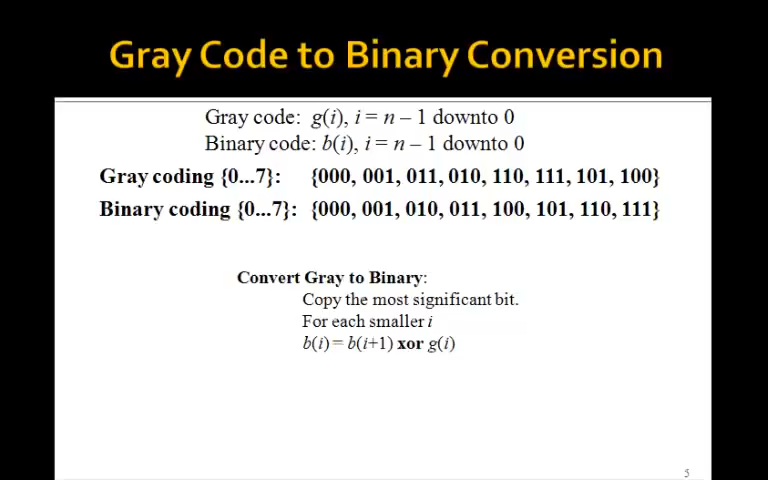 Gray Code to Binary Conversion
Gray code: g(i), i = n – 1 downto 0
Binary code: b(i), i = n – 1 downto 0
Gray coding {0...7}: {000, 001, 011, 010, 110, 111, 101, 100}
Binary coding {0...7}: {000, 001, 010, 011, 100, 101, 110, 111}
Convert Gray to Binary:
Copy the most significant bit.
For each smaller i
b(i) = b(i+1) xor g(i)
5